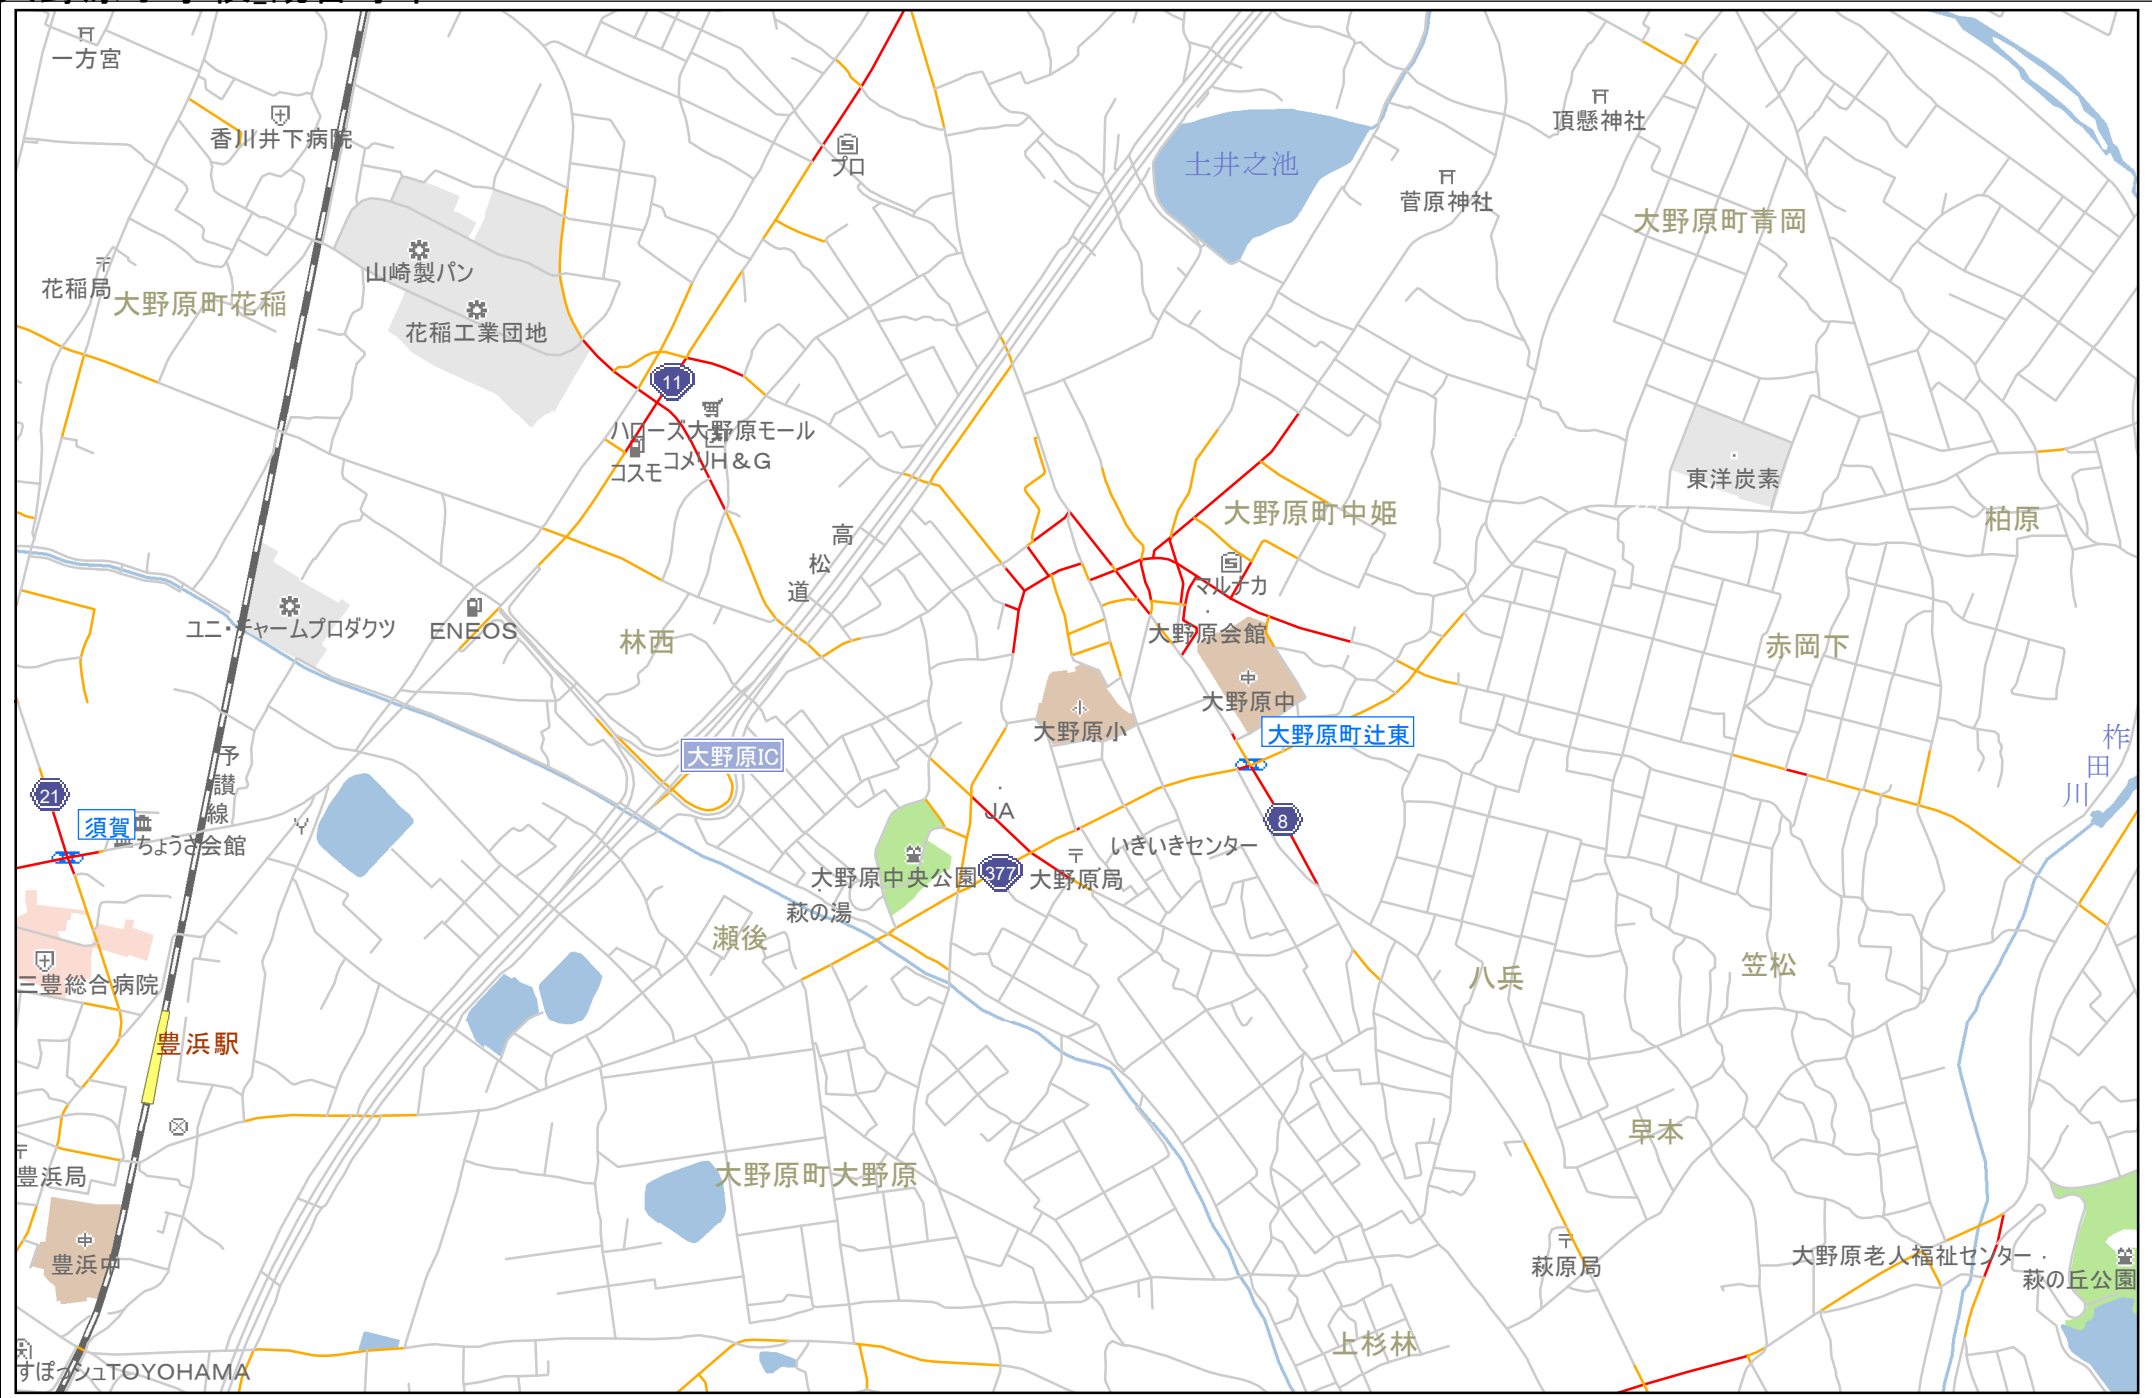 一方宮
香川井下病院
プロ
土井之池
頂懸神社
菅原神社
大野原町青岡
山崎製パン
花稲局
大野原町花稲
花稲工業団地
11
ハローズ大野原モール
コスモ
コメリH&G
東洋炭素
大野原町中姫
柏原
高松道
マルナカ
ユニ・チャームプロダクツ
ENEOS
林西
大野原会館
赤岡下
大野原中
大野原小
大野原町辻東
大野原IC
予讃線
柞田川
21
須賀
ちょうさ会館
JA
8
いきいきセンター
大野原中央公園
377
大野原局
萩の湯
瀬後
八兵
笠松
三豊総合病院
豊浜駅
早本
豊浜局
大野原町大野原
豊浜中
萩原局
大野原老人福祉センター
萩の丘公園
上杉林
すぽっシュTOYOHAMA